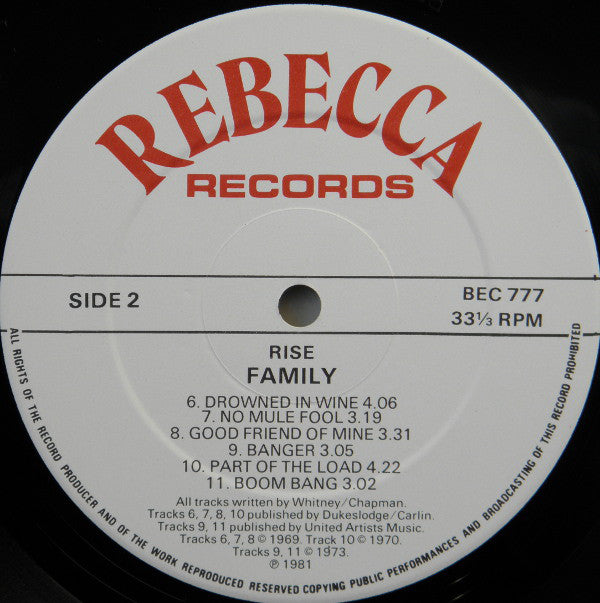 REBECCA
RECORDS
SIDE 2
BEC 777
33⅓ RPM
RISE
FAMILY
6. DROWNED IN WINE 4.06
7. NO MULE FOOL 3.19
8. GOOD FRIEND OF MINE 3.31
9. BANGER 3.05
10. PART OF THE LOAD 4.22
11. BOOM BANG 3.02
All tracks written by Whitney/Chapman.
Tracks 6, 7, 8, 10 published by Dukeslodge/Carlin.
Tracks 9, 11 published by United Artists Music.
Tracks 6, 7, 8 © 1969. Track 10 © 1970.
Tracks 9, 11 © 1973.
℗ 1981
ALL RIGHTS OF THE RECORD PRODUCER AND OF THE WORK REPRODUCED RESERVED COPYING PUBLIC PERFORMANCES AND BROADCASTING OF THIS RECORD PROHIBITED